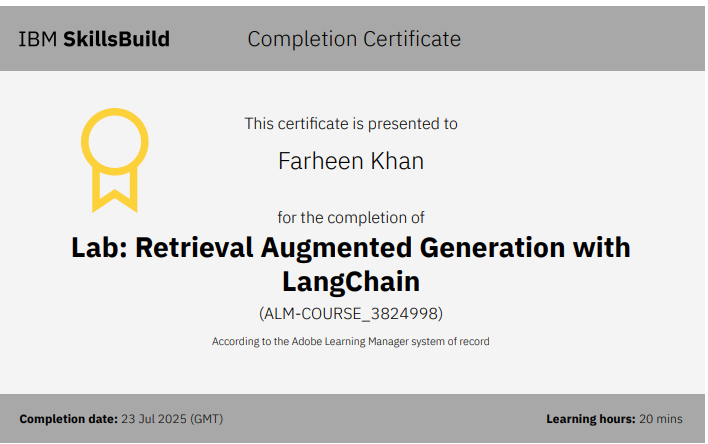 IBM SkillsBuild Completion Certificate
This certificate is presented to
Farheen Khan
for the completion of
Lab: Retrieval Augmented Generation with
LangChain
(ALM-COURSE_3824998)
According to the Adobe Learning Manager system of record
Completion date: 23 Jul 2025 (GMT) Learning hours: 20 mins